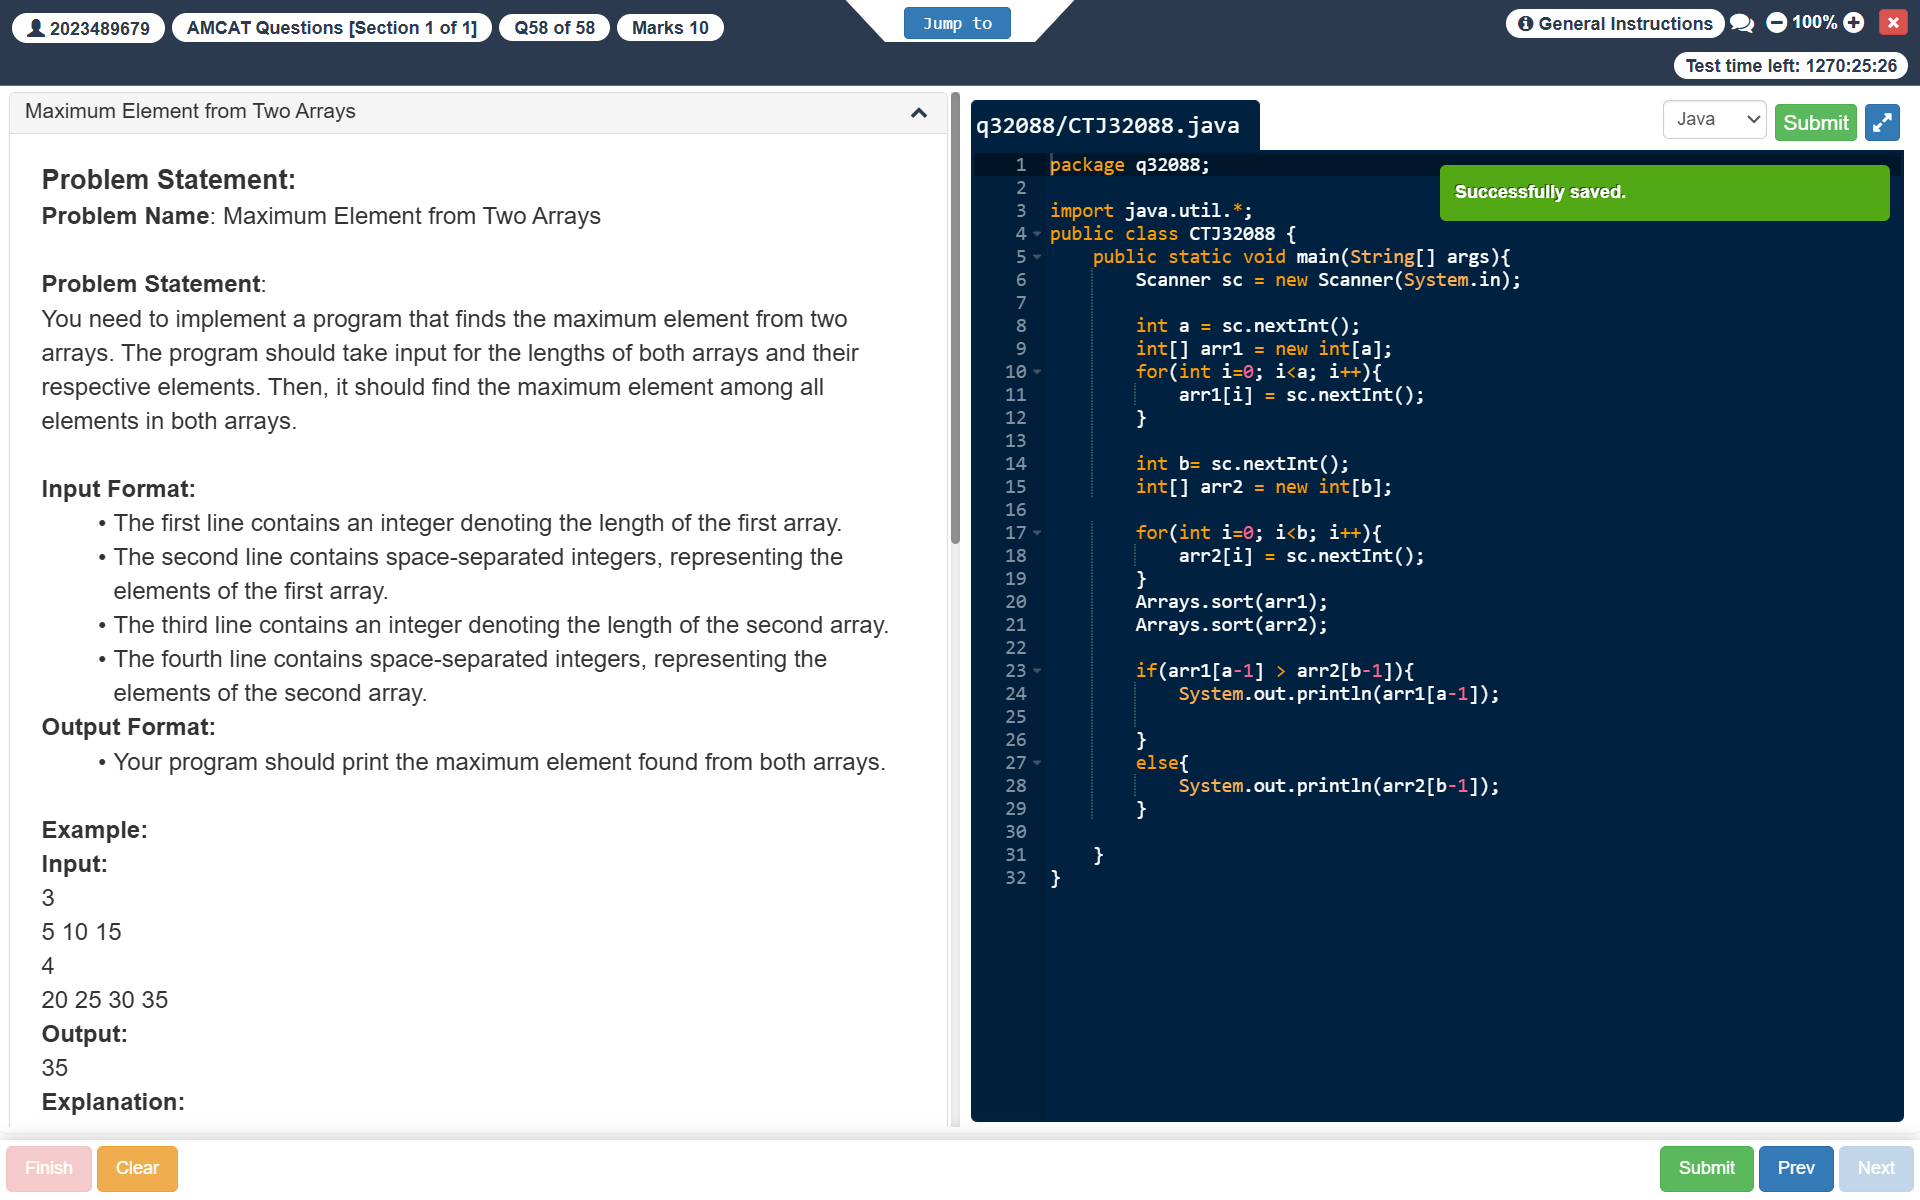 2023489679
AMCAT Questions [Section 1 of 1]
Q58 of 58
Marks 10
Jump to
General Instructions
100%
Test time left: 1270:25:26
Maximum Element from Two Arrays
Problem Statement:
Problem Name: Maximum Element from Two Arrays
Problem Statement:
You need to implement a program that finds the maximum element from two
arrays. The program should take input for the lengths of both arrays and their
respective elements. Then, it should find the maximum element among all
elements in both arrays.
Input Format:
• The first line contains an integer denoting the length of the first array.
• The second line contains space-separated integers, representing the
elements of the first array.
• The third line contains an integer denoting the length of the second array.
• The fourth line contains space-separated integers, representing the
elements of the second array.
Output Format:
• Your program should print the maximum element found from both arrays.
Example:
Input:
3
5 10 15
4
20 25 30 35
Output:
35
Explanation:
q32088/CTJ32088.java
Java
Submit
Successfully saved.
1 package q32088;
2
3 import java.util.*;
4 public class CTJ32088 {
5     public static void main(String[] args){
6         Scanner sc = new Scanner(System.in);
7
8         int a = sc.nextInt();
9         int[] arr1 = new int[a];
10         for(int i=0; i<a; i++){
11             arr1[i] = sc.nextInt();
12         }
13
14         int b= sc.nextInt();
15         int[] arr2 = new int[b];
16
17         for(int i=0; i<b; i++){
18             arr2[i] = sc.nextInt();
19         }
20         Arrays.sort(arr1);
21         Arrays.sort(arr2);
22
23         if(arr1[a-1] > arr2[b-1]){
24             System.out.println(arr1[a-1]);
25
26         }
27         else{
28             System.out.println(arr2[b-1]);
29         }
30
31     }
32 }
Finish
Clear
Submit
Prev
Next